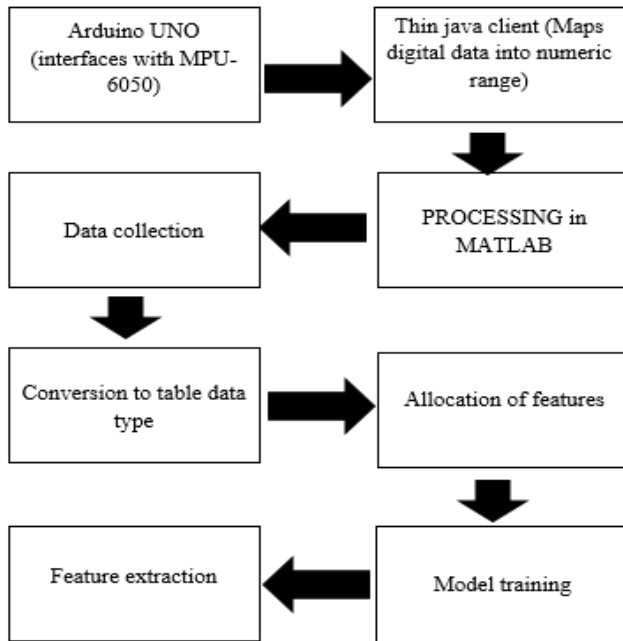 Arduino UNO
(interfaces with MPU-
6050)
Thin java client (Maps
digital data into numeric
range)
PROCESSING in
MATLAB
Data collection
Conversion to table data
type
Allocation of features
Model training
Feature extraction